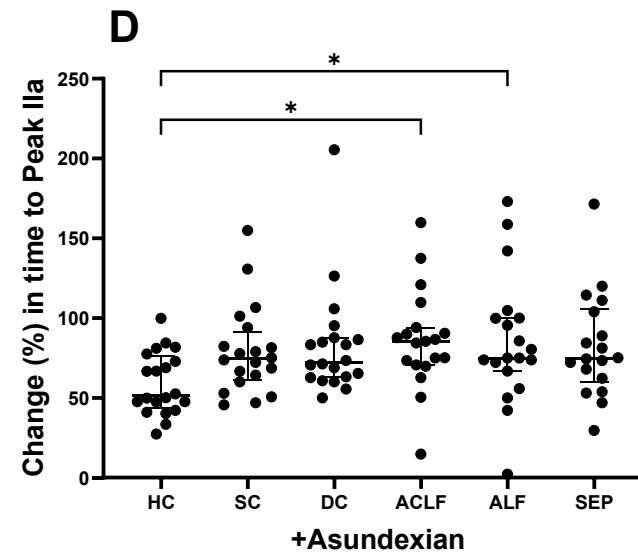 D
*
*
Change (%) in time to Peak IIa
250
200
150
100
50
0
HC SC DC ACLF ALF SEP
+Asundexian